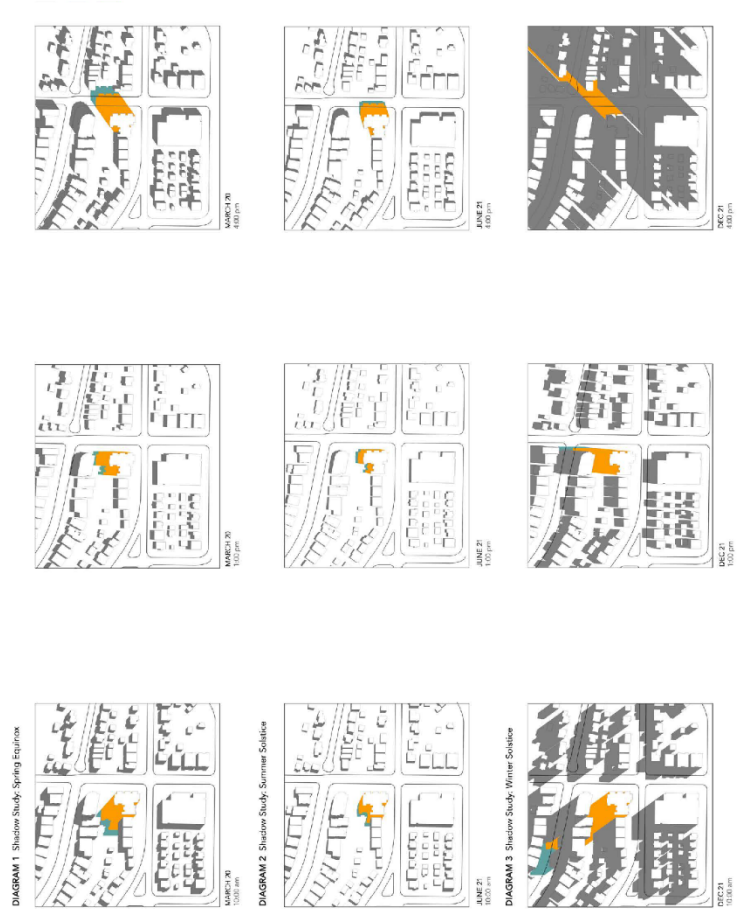 DIAGRAM 1 Shadow Study: Spring Equinox
MARCH 20
10:00 am
MARCH 20
1:00 pm
MARCH 20
4:00 pm
DIAGRAM 2 Shadow Study: Summer Solstice
JUNE 21
10:00 am
JUNE 21
1:00 pm
JUNE 21
4:00 pm
DIAGRAM 3 Shadow Study: Winter Solstice
DEC 21
10:00 am
DEC 21
1:00 pm
DEC 21
4:00 pm